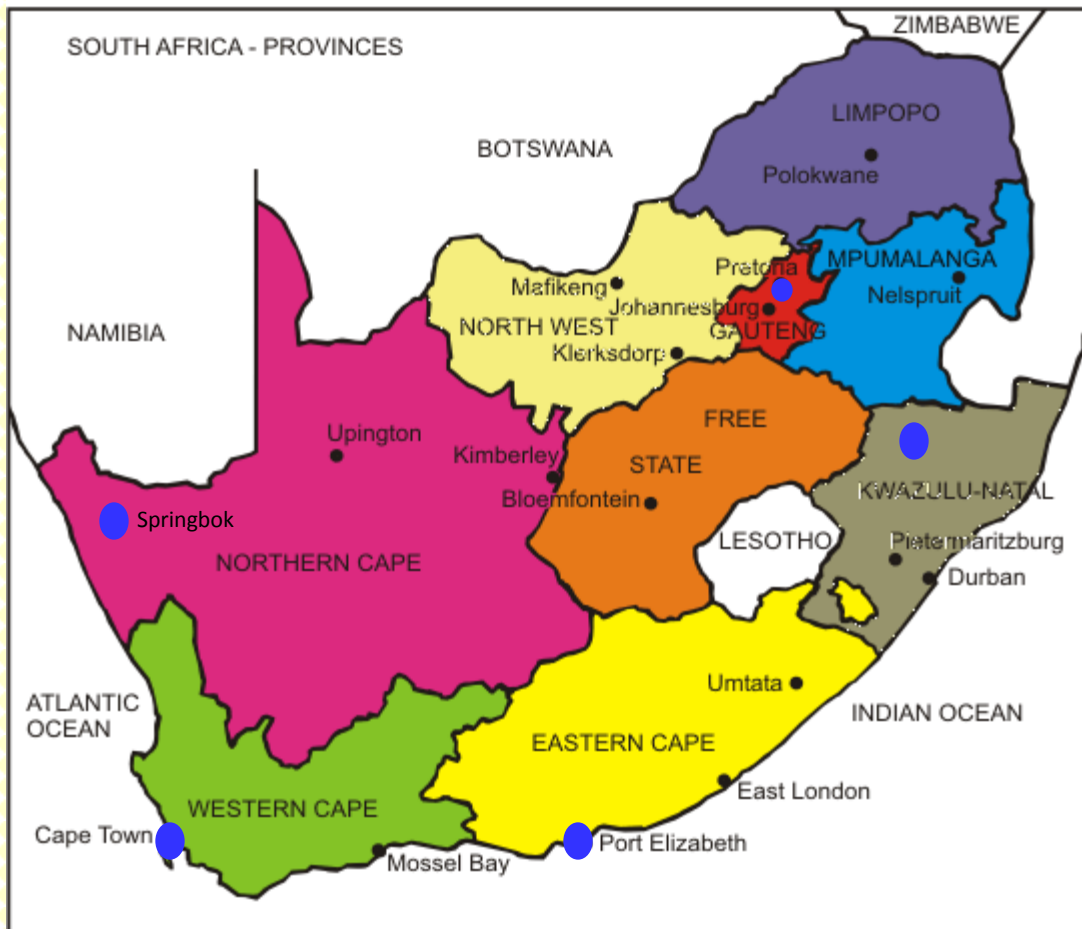 ZIMBABWE
SOUTH AFRICA - PROVINCES
LIMPOPO
BOTSWANA
Polokwane
MPUMALANGA
Pretoria
Mafikeng
Nelspruit
Johannesburg
NAMIBIA
NORTH WEST
GAUTENG
Klerksdorp
FREE
STATE
Upington
Kimberley
Bloemfontein
KWAZULU-NATAL
Springbok
LESOTHO
Pietermaritzburg
NORTHERN CAPE
Durban
Umtata
ATLANTIC
OCEAN
INDIAN OCEAN
EASTERN CAPE
East London
WESTERN CAPE
Cape Town
Port Elizabeth
Mossel Bay